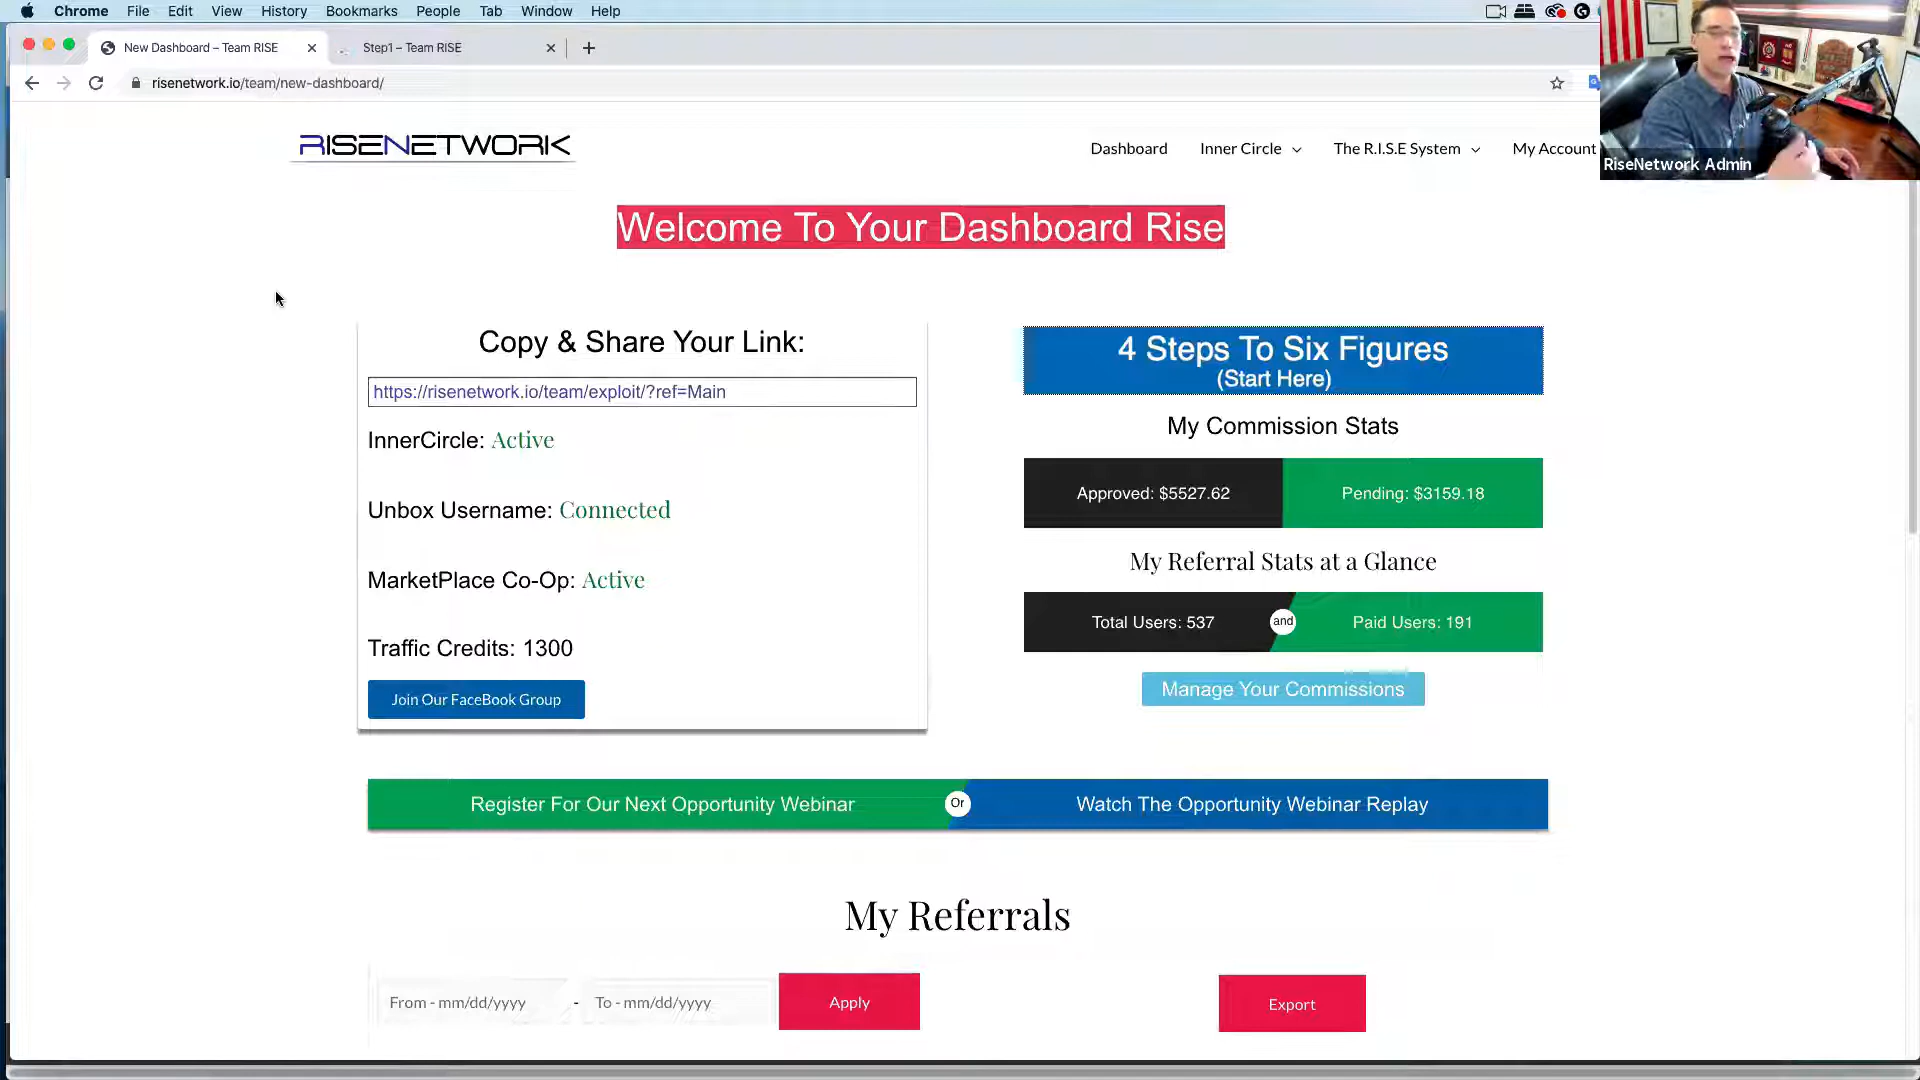 Chrome File Edit View History Bookmarks People Tab Window Help
New Dashboard – Team RISE
Step1 – Team RISE
risenetwork.io/team/new-dashboard/
RISENETWORK
Dashboard
Inner Circle
The R.I.S.E System
My Account
RiseNetwork Admin
Welcome To Your Dashboard Rise
Copy & Share Your Link:
https://risenetwork.io/team/exploit/?ref=Main
InnerCircle: Active
Unbox Username: Connected
MarketPlace Co-Op: Active
Traffic Credits: 1300
Join Our FaceBook Group
4 Steps To Six Figures
(Start Here)
My Commission Stats
Approved: $5527.62
Pending: $3159.18
My Referral Stats at a Glance
Total Users: 537
and
Paid Users: 191
Manage Your Commissions
Register For Our Next Opportunity Webinar
Or
Watch The Opportunity Webinar Replay
My Referrals
From - mm/dd/yyyy
-
To - mm/dd/yyyy
Apply
Export